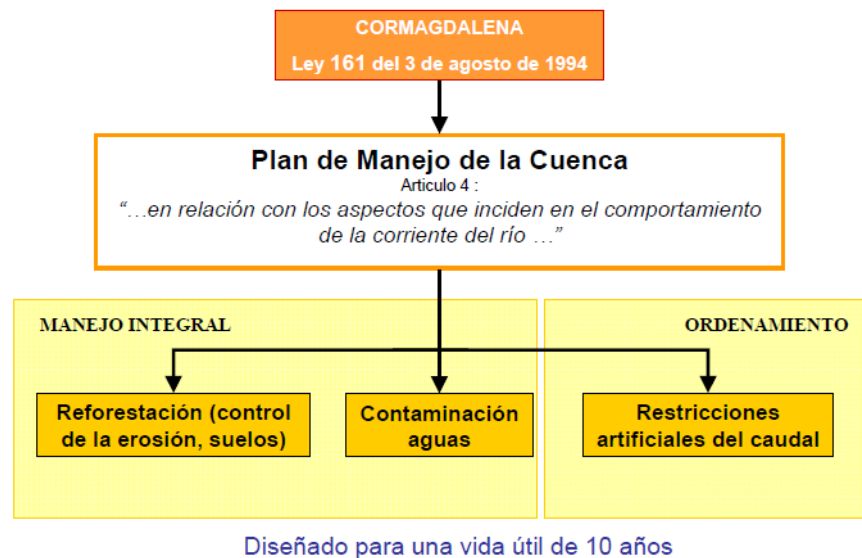 CORMAGDALENA
Ley 161 del 3 de agosto de 1994
Plan de Manejo de la Cuenca
Articulo 4 :
“…en relación con los aspectos que inciden en el comportamiento
de la corriente del río …”
MANEJO INTEGRAL
ORDENAMIENTO
Reforestación (control
de la erosión, suelos)
Contaminación
aguas
Restricciones
artificiales del caudal
Diseñado para una vida útil de 10 años